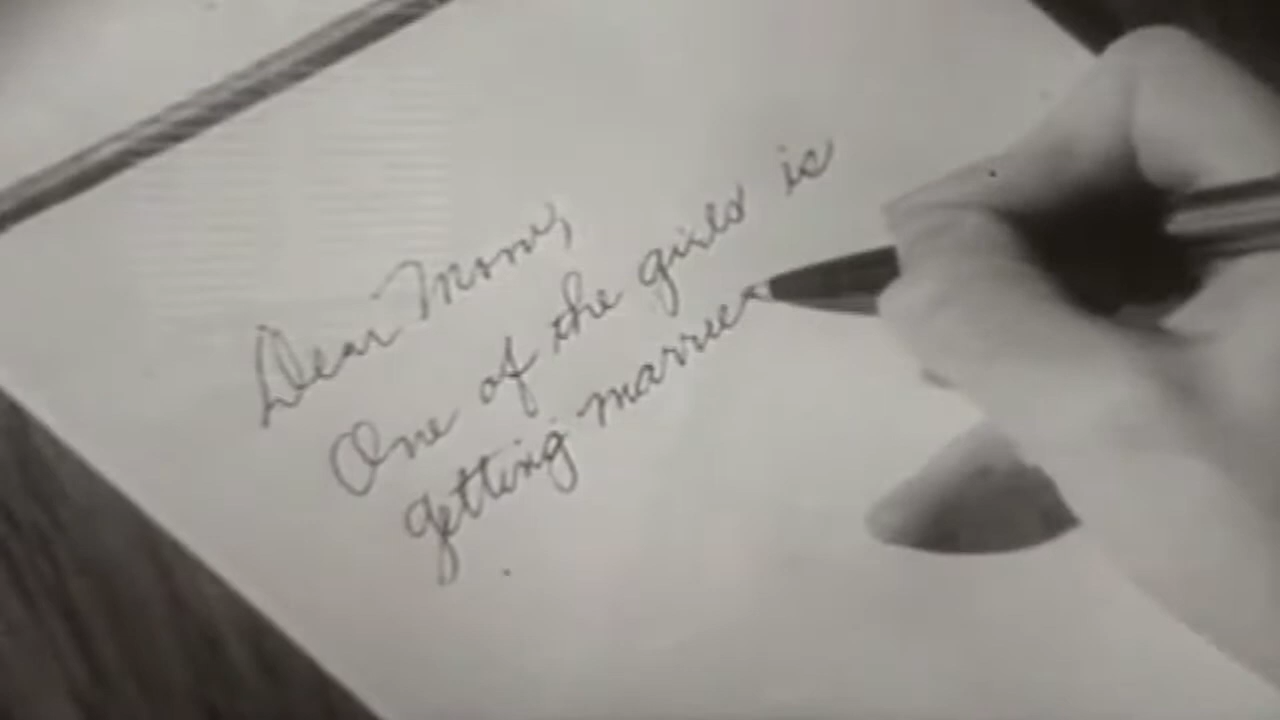 Dear Mom,
One of the girls is
getting marrie